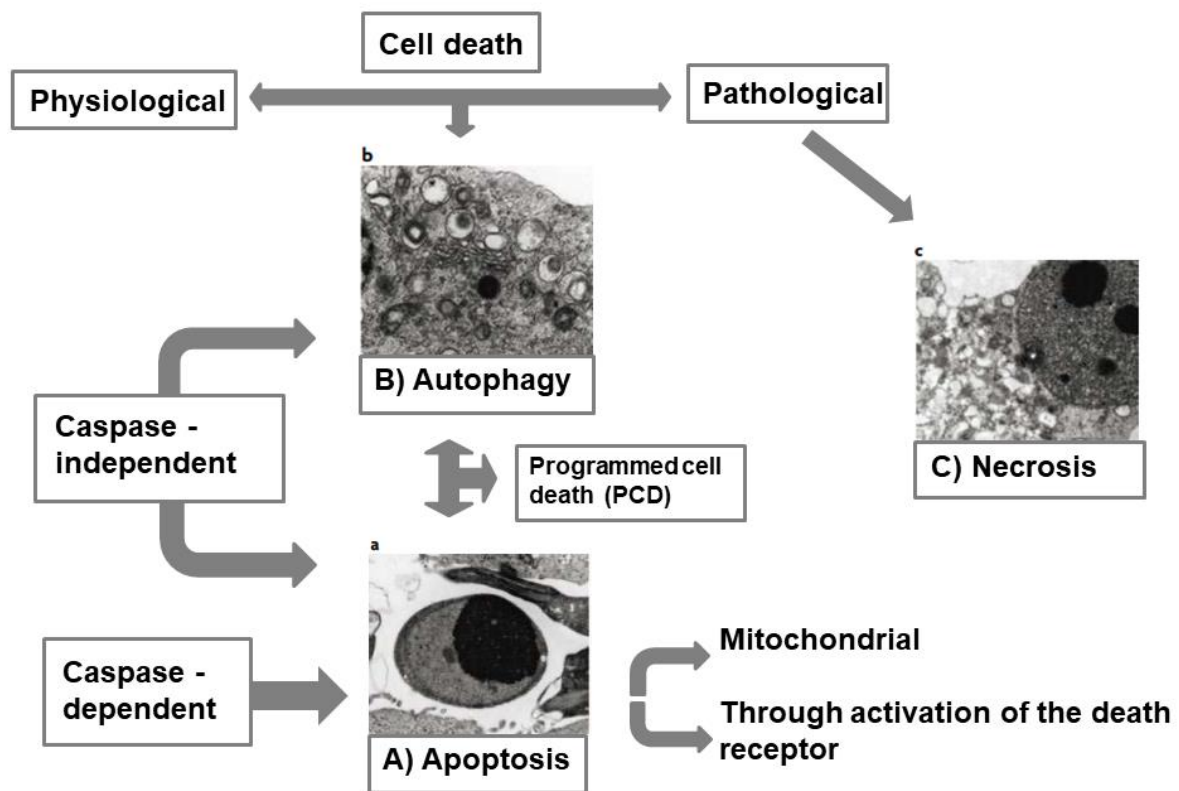 Cell death
Physiological
Pathological
b
c
B) Autophagy
Caspase -
independent
Programmed cell
death (PCD)
C) Necrosis
a
Caspase -
dependent
A) Apoptosis
Mitochondrial
Through activation of the death
receptor